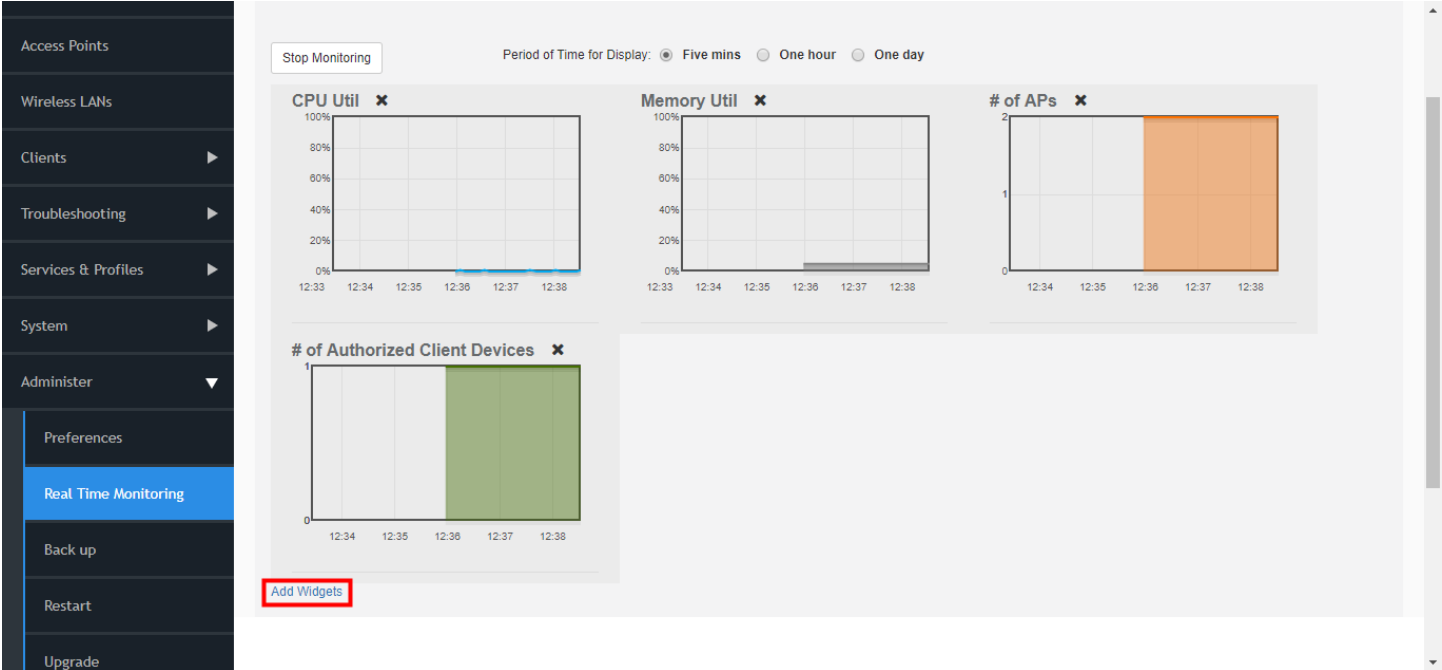 Access Points
Wireless LANs
Clients
Troubleshooting
Services & Profiles
System
Administer
Preferences
Real Time Monitoring
Back up
Restart
Upgrade
Stop Monitoring Period of Time for Display: Five mins One hour One day
CPU Util
100%
80%
60%
40%
20%
0%
12:33 12:34 12:35 12:36 12:37 12:38
Memory Util
100%
80%
60%
40%
20%
0%
12:33 12:34 12:35 12:36 12:37 12:38
# of APs
2
1
0
12:34 12:35 12:36 12:37 12:38
# of Authorized Client Devices
1
0
12:34 12:35 12:36 12:37 12:38
Add Widgets